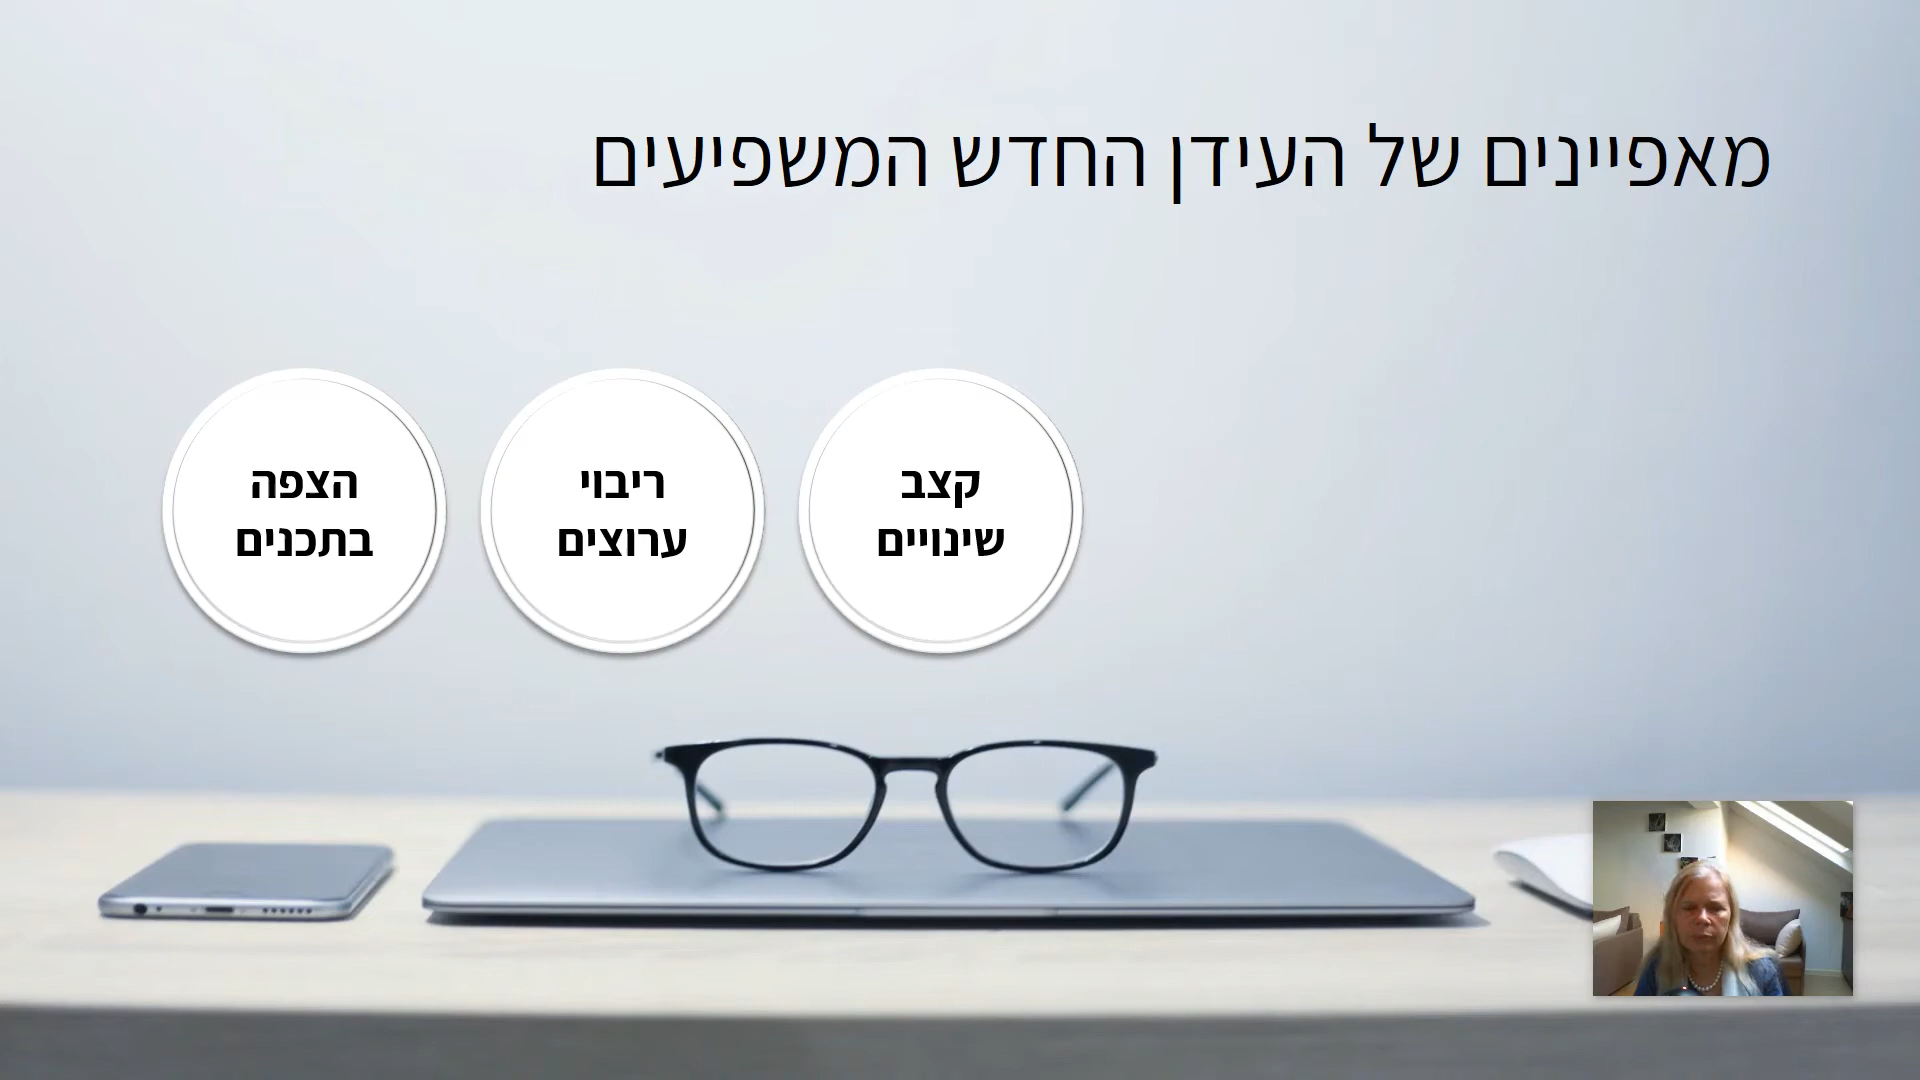 מאפיינים של העידן החדש המשפיעים
קצב
שינויים
ריבוי
ערוצים
הצפה
בתכנים